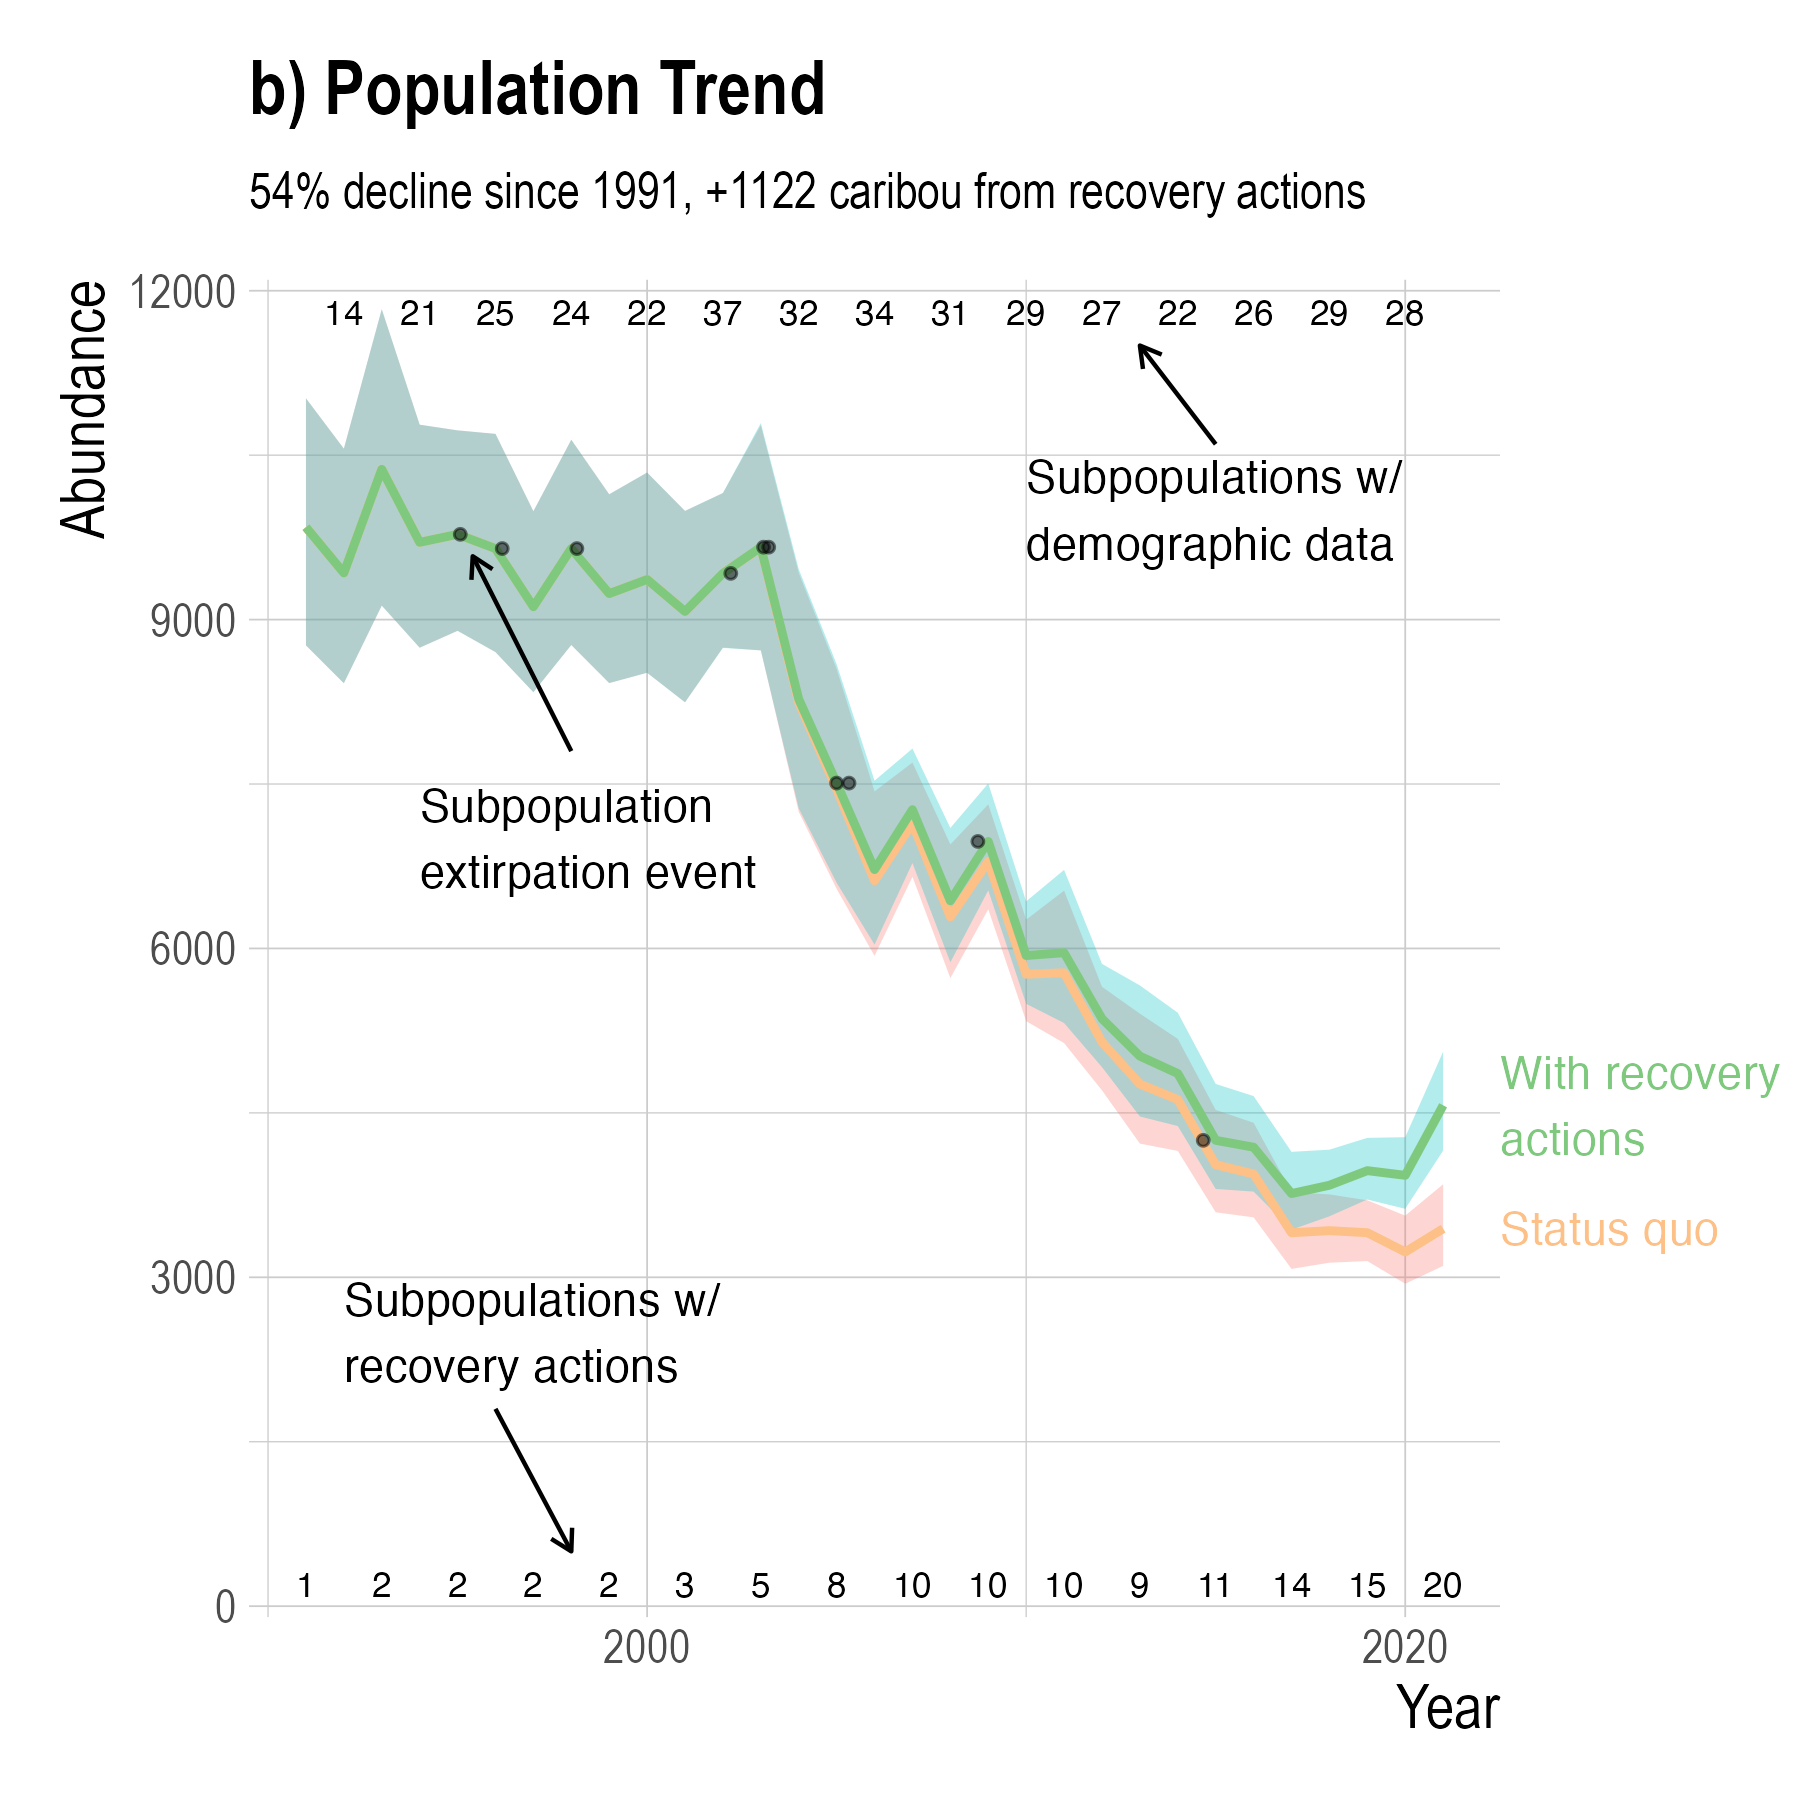 b) Population Trend
54% decline since 1991, +1122 caribou from recovery actions
Abundance
12000
9000
6000
3000
0
14 21 25 24 22 37 32 34 31 29 27 22 26 29 28
Subpopulations w/
demographic data
Subpopulation
extirpation event
With recovery
actions
Status quo
Subpopulations w/
recovery actions
1 2 2 2 2 3 5 8 10 10 10 9 11 14 15 20
2000 2020
Year